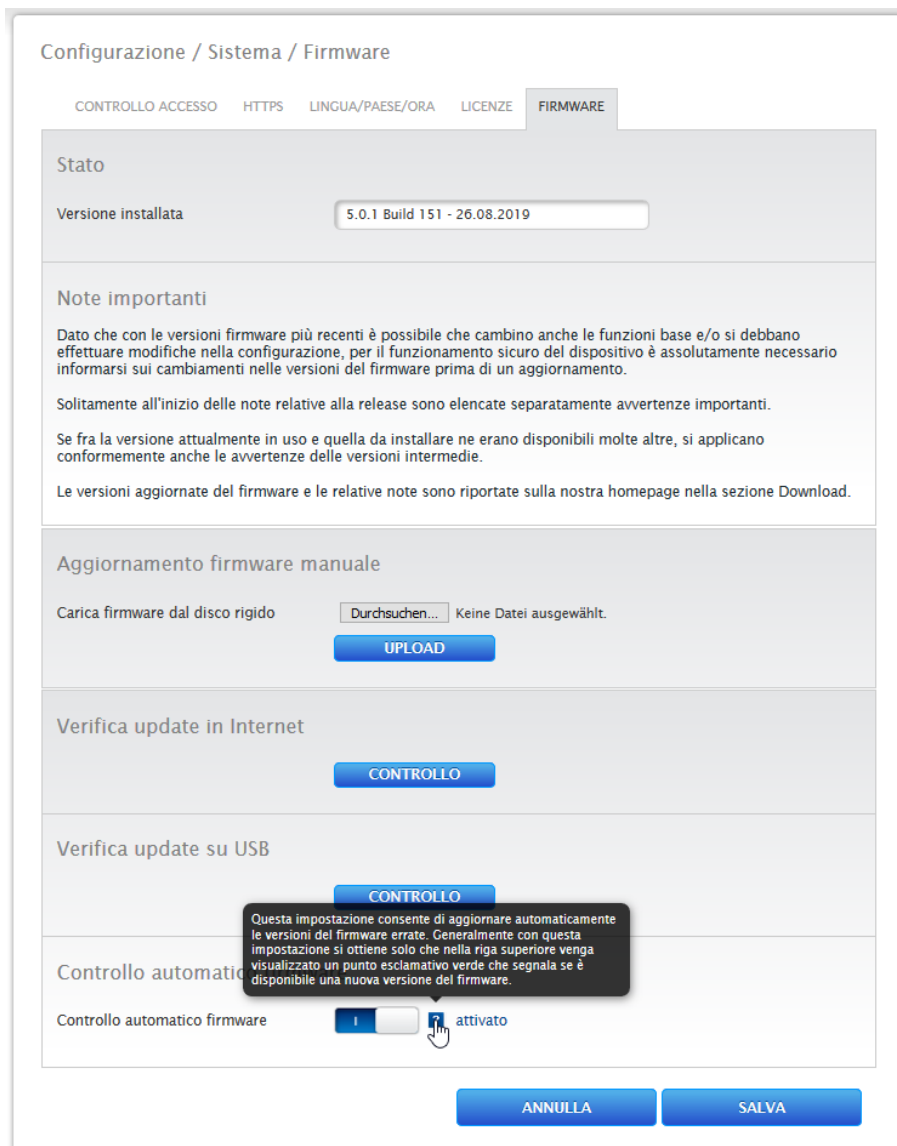 Configurazione / Sistema / Firmware
CONTROLLO ACCESSO HTTPS LINGUA/PAESE/ORA LICENZE FIRMWARE
Stato
Versione installata 5.0.1 Build 151 - 26.08.2019
Note importanti
Dato che con le versioni firmware più recenti è possibile che cambino anche le funzioni base e/o si debbano
effettuare modifiche nella configurazione, per il funzionamento sicuro del dispositivo è assolutamente necessario
informarsi sui cambiamenti nelle versioni del firmware prima di un aggiornamento.
Solitamente all'inizio delle note relative alla release sono elencate separatamente avvertenze importanti.
Se fra la versione attualmente in uso e quella da installare ne erano disponibili molte altre, si applicano
conformemente anche le avvertenze delle versioni intermedie.
Le versioni aggiornate del firmware e le relative note sono riportate sulla nostra homepage nella sezione Download.
Aggiornamento firmware manuale
Carica firmware dal disco rigido Durchsuchen... Keine Datei ausgewählt.
UPLOAD
Verifica update in Internet
CONTROLLO
Verifica update su USB
CONTROLLO
Questa impostazione consente di aggiornare automaticamente
le versioni del firmware errate. Generalmente con questa
impostazione si ottiene solo che nella riga superiore venga
visualizzato un punto esclamativo verde che segnala se è
disponibile una nuova versione del firmware.
Controllo automatico
Controllo automatico firmware I ? attivato
ANNULLA SALVA